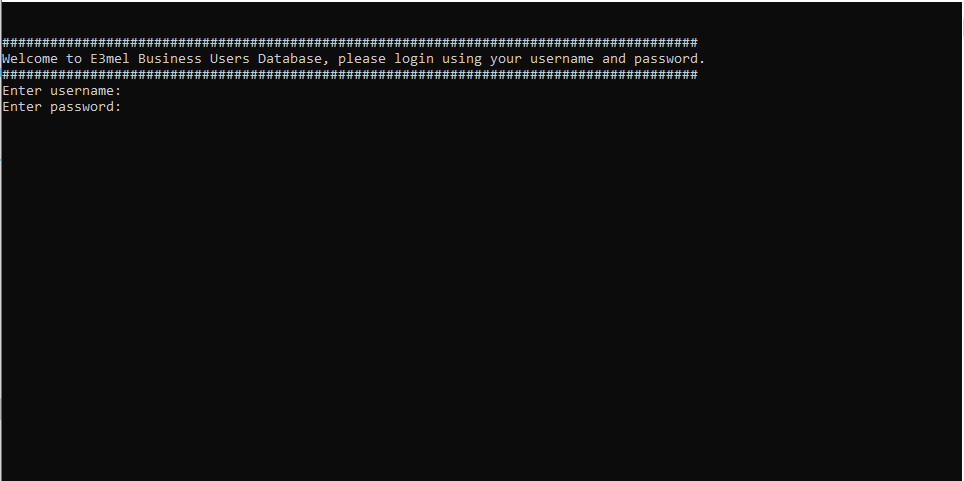 #######################################################################################
Welcome to E3mel Business Users Database, please login using your username and password.
#######################################################################################
Enter username:
Enter password: